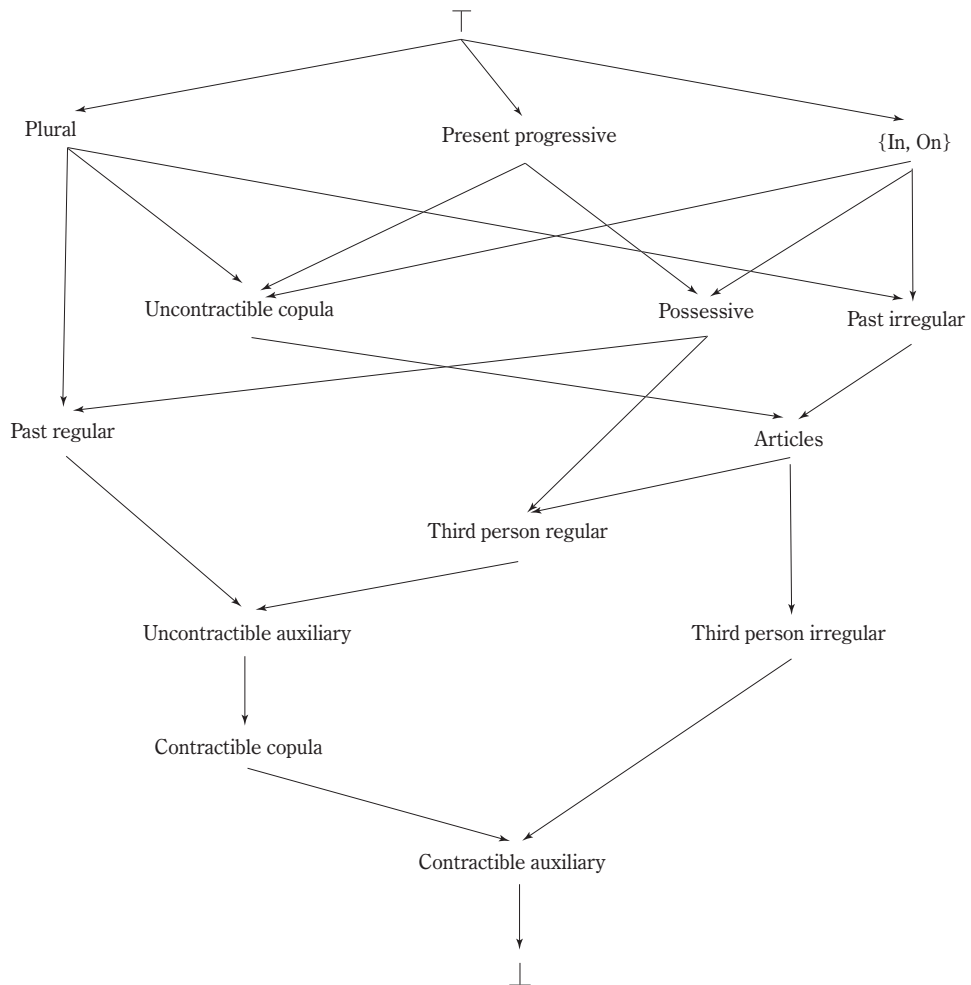 ⊤
Plural
Present progressive
{In, On}
Uncontractible copula
Possessive
Past irregular
Past regular
Articles
Third person regular
Uncontractible auxiliary
Third person irregular
Contractible copula
Contractible auxiliary
⊥